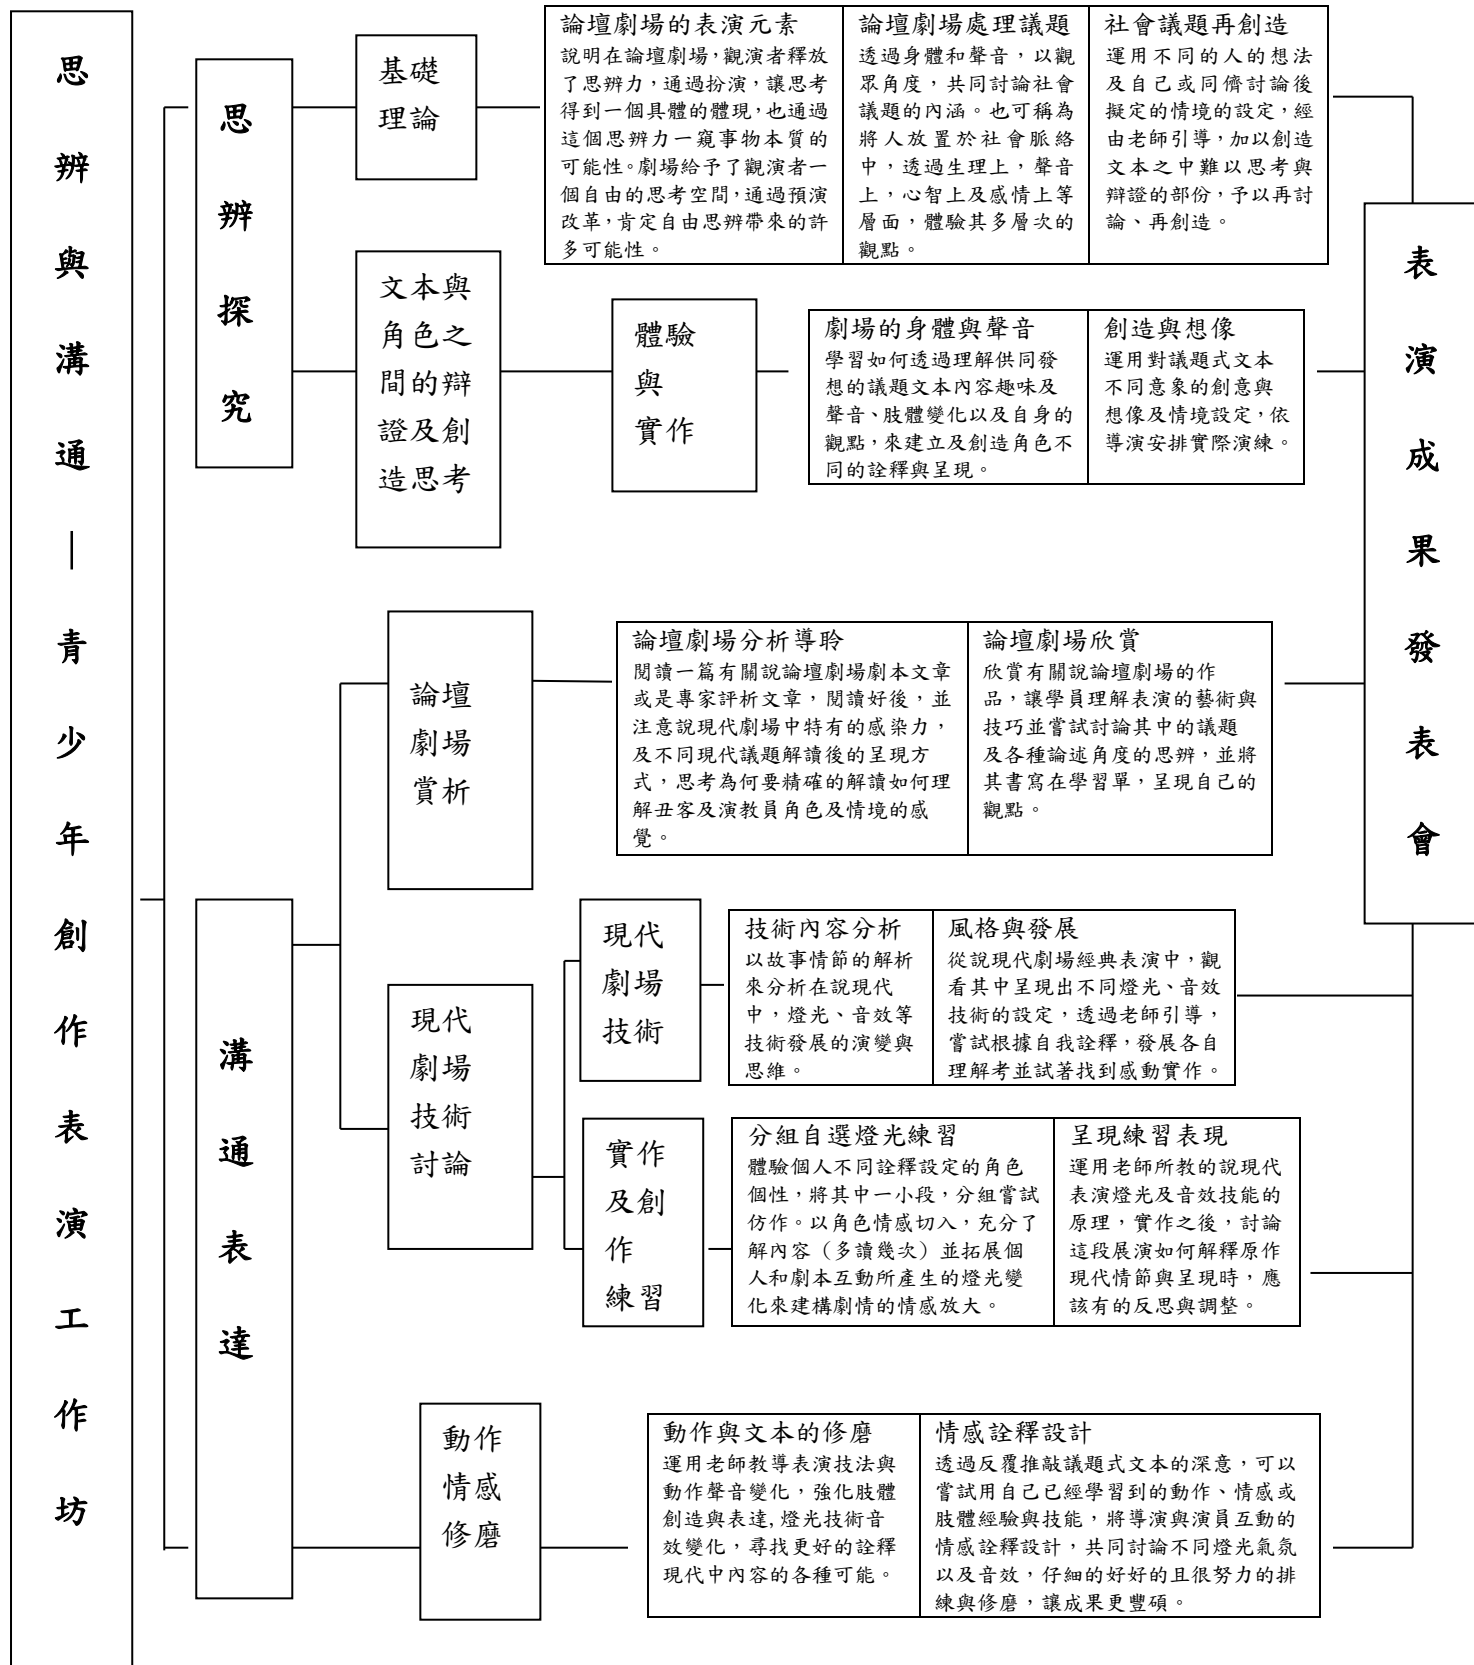 思辨與溝通｜青少年創作表演工作坊
思辨探究
基礎
理論
論壇劇場的表演元素
說明在論壇劇場，觀演者釋放
了思辨力，通過扮演，讓思考
得到一個具體的體現，也通過
這個思辨力一窺事物本質的
可能性。劇場給予了觀演者一
個自由的思考空間，通過預演
改革，肯定自由思辨帶來的許
多可能性。
論壇劇場處理議題
透過身體和聲音，以觀
眾角度，共同討論社會
議題的內涵。也可稱為
將人放置於社會脈絡
中，透過生理上，聲音
上，心智上及感情上等
層面，體驗其多層次的
觀點。
社會議題再創造
運用不同的人的想法
及自己或同儕討論後
擬定的情境的設定，經
由老師引導，加以創造
文本之中難以思考與
辯證的部份，予以再討
論、再創造。
文本與
角色之
間的辯
證及創
造思考
體驗
與
實作
劇場的身體與聲音
學習如何透過理解供同發
想的議題文本內容趣味及
聲音、肢體變化以及自身的
觀點，來建立及創造角色不
同的詮釋與呈現。
創造與想像
運用對議題式文本
不同意象的創意與
想像及情境設定，依
導演安排實際演練。
表演成果發表會
溝通表達
論壇
劇場
賞析
論壇劇場分析導聆
閱讀一篇有關說論壇劇場劇本文章
或是專家評析文章，閱讀好後，並
注意說現代劇場中特有的感染力，
及不同現代議題解讀後的呈現方
式，思考為何要精確的解讀如何理
解丑客及演教員角色及情境的感
覺。
論壇劇場欣賞
欣賞有關說論壇劇場的作
品，讓學員理解表演的藝術與
技巧並嘗試討論其中的議題
及各種論述角度的思辨，並將
其書寫在學習單，呈現自己的
觀點。
現代
劇場
技術
討論
現代
劇場
技術
技術內容分析
以故事情節的解析
來分析在說現代
中，燈光、音效等
技術發展的演變與
思維。
風格與發展
從說現代劇場經典表演中，觀
看其中呈現出不同燈光、音效
技術的設定，透過老師引導，
嘗試根據自我詮釋，發展各自
理解考並試著找到感動實作。
實作
及創
作
練習
分組自選燈光練習
體驗個人不同詮釋設定的角色
個性，將其中一小段，分組嘗試
仿作。以角色情感切入，充分了
解內容（多讀幾次）並拓展個
人和劇本互動所產生的燈光變
化來建構劇情的情感放大。
呈現練習表現
運用老師所教的說現代
表演燈光及音效技能的
原理，實作之後，討論
這段展演如何解釋原作
現代情節與呈現時，應
該有的反思與調整。
動作
情感
修磨
動作與文本的修磨
運用老師教導表演技法與
動作聲音變化，強化肢體
創造與表達,燈光技術音
效變化，尋找更好的詮釋
現代中內容的各種可能。
情感詮釋設計
透過反覆推敲議題式文本的深意，可以
嘗試用自己已經學習到的動作、情感或
肢體經驗與技能，將導演與演員互動的
情感詮釋設計，共同討論不同燈光氣氛
以及音效，仔細的好好的且很努力的排
練與修磨，讓成果更豐碩。